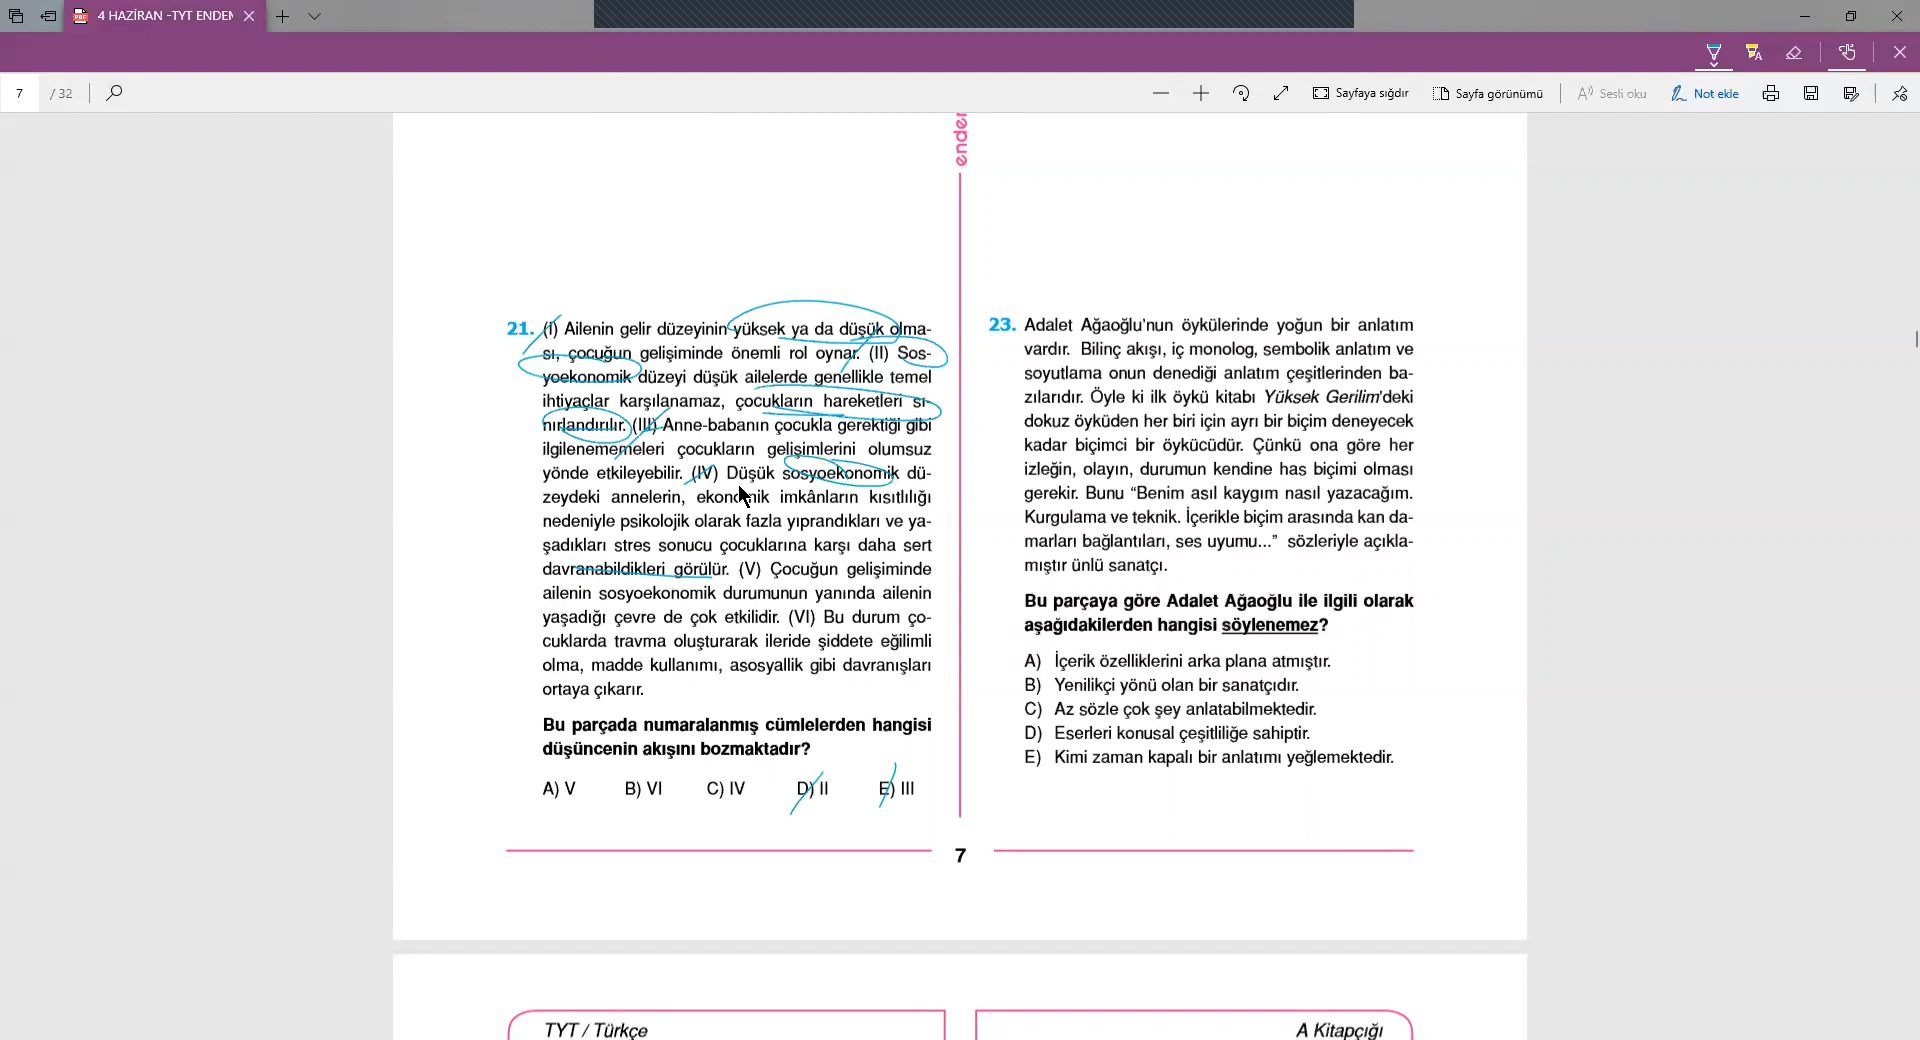 4 HAZİRAN -TYT ENDEM
7 / 32
Sayfaya sığdır
Sayfa görünümü
Sesli oku
Not ekle
ender
21. (I) Ailenin gelir düzeyinin yüksek ya da düşük olma-
sı, çocuğun gelişiminde önemli rol oynar. (II) Sos-
yoekonomik düzeyi düşük ailelerde genellikle temel
ihtiyaçlar karşılanamaz, çocukların hareketleri sı-
nırlandırılır. (III) Anne-babanın çocukla gerektiği gibi
ilgilenememeleri çocukların gelişimlerini olumsuz
yönde etkileyebilir. (IV) Düşük sosyoekonomik dü-
zeydeki annelerin, ekonomik imkânların kısıtlılığı
nedeniyle psikolojik olarak fazla yıprandıkları ve ya-
şadıkları stres sonucu çocuklarına karşı daha sert
davranabildikleri görülür. (V) Çocuğun gelişiminde
ailenin sosyoekonomik durumunun yanında ailenin
yaşadığı çevre de çok etkilidir. (VI) Bu durum ço-
cuklarda travma oluşturarak ileride şiddete eğilimli
olma, madde kullanımı, asosyallik gibi davranışları
ortaya çıkarır.
Bu parçada numaralanmış cümlelerden hangisi
düşüncenin akışını bozmaktadır?
A) V B) VI C) IV D) II E) III
23. Adalet Ağaoğlu'nun öykülerinde yoğun bir anlatım
vardır. Bilinç akışı, iç monolog, sembolik anlatım ve
soyutlama onun denediği anlatım çeşitlerinden ba-
zılarıdır. Öyle ki ilk öykü kitabı Yüksek Gerilim'deki
dokuz öyküden her biri için ayrı bir biçim deneyecek
kadar biçimci bir öykücüdür. Çünkü ona göre her
izleğin, olayın, durumun kendine has biçimi olması
gerekir. Bunu “Benim asıl kaygım nasıl yazacağım.
Kurgulama ve teknik. İçerikle biçim arasında kan da-
marları bağlantıları, ses uyumu...” sözleriyle açıkla-
mıştır ünlü sanatçı.
Bu parçaya göre Adalet Ağaoğlu ile ilgili olarak
aşağıdakilerden hangisi söylenemez?
A) İçerik özelliklerini arka plana atmıştır.
B) Yenilikçi yönü olan bir sanatçıdır.
C) Az sözle çok şey anlatabilmektedir.
D) Eserleri konusal çeşitliliğe sahiptir.
E) Kimi zaman kapalı bir anlatımı yeğlemektedir.
7
TYT / Türkçe
A Kitapçığı